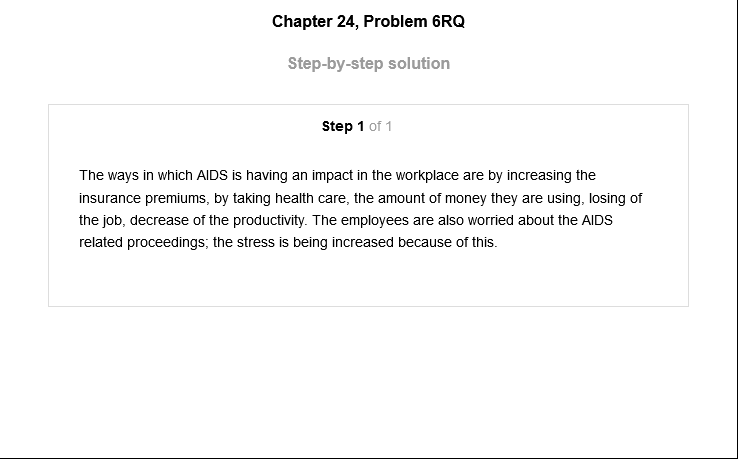 Chapter 24, Problem 6RQ
Step-by-step solution
Step 1 of 1
The ways in which AIDS is having an impact in the workplace are by increasing the
insurance premiums, by taking health care, the amount of money they are using, losing of
the job, decrease of the productivity. The employees are also worried about the AIDS
related proceedings; the stress is being increased because of this.